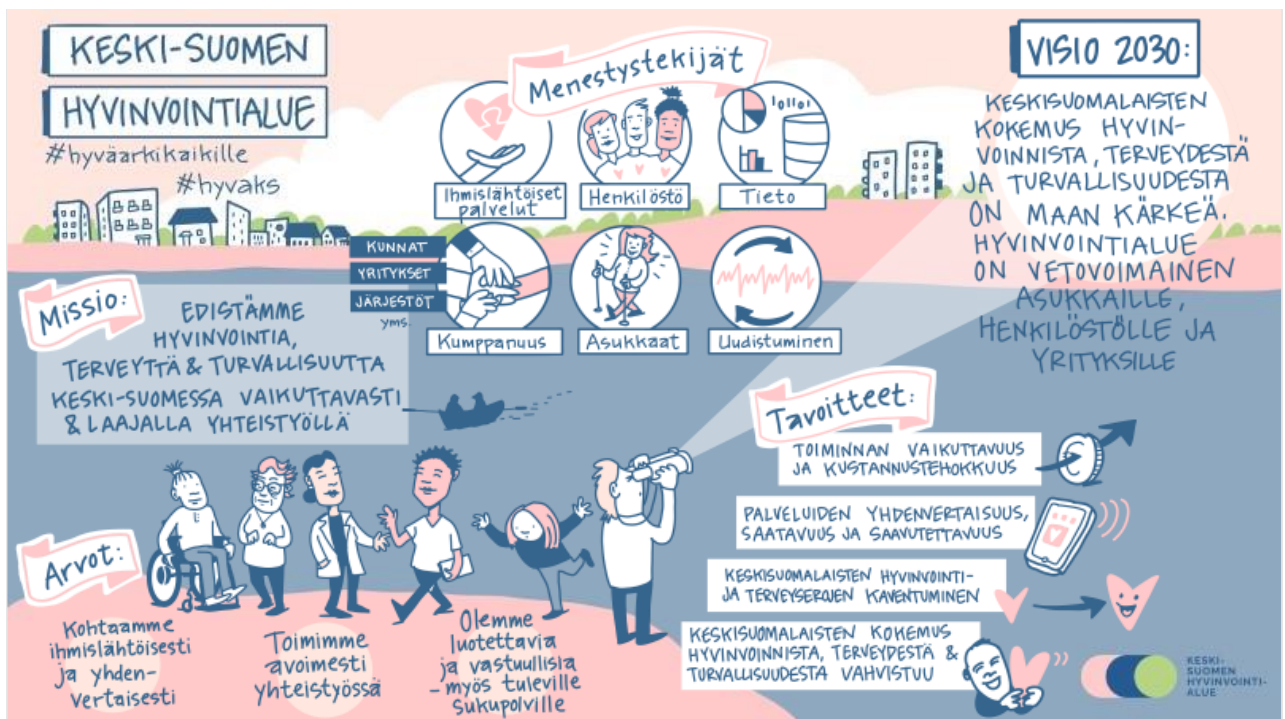 KESKI-SUOMEN
HYVINVOINTIALUE
#hyväarkikaikille
#hyvaks
Menestystekijät
Ihmislähtöiset
palvelut
Henkilöstö
Tieto
101101
KUNNAT
YRITYKSET
JÄRJESTÖT
yms.
Kumppanuus
Asukkaat
Uudistuminen
VISIO 2030:
KESKISUOMALAISTEN
KOKEMUS HYVIN-
VOINNISTA, TERVEYDESTÄ
JA TURVALLISUUDESTA
ON MAAN KÄRKEÄ.
HYVINVOINTIALUE
ON VETOVOIMAINEN
ASUKKAILLE,
HENKILÖSTÖLLE JA
YRITYKSILLE
Missio:
EDISTÄMME
HYVINVOINTIA,
TERVEYTTÄ & TURVALLISUUTTA
KESKI-SUOMESSA VAIKUTTAVASTI
& LAAJALLA YHTEISTYÖLLÄ
Tavoitteet:
TOIMINNAN VAIKUTTAVUUS
JA KUSTANNUSTEHOKKUUS
€
PALVELUIDEN YHDENVERTAISUUS,
SAATAVUUS JA SAAVUTETTAVUUS
KESKISUOMALAISTEN HYVINVOINTI-
JA TERVEYSEROJEN KAVENTUMINEN
KESKISUOMALAISTEN KOKEMUS
HYVINVOINNISTA, TERVEYDESTÄ &
TURVALLISUUDESTA VAHVISTUU
Arvot:
Kohtaamme
ihmislähtöisesti
ja yhden-
vertaisesti
Toimimme
avoimesti
yhteistyössä
Olemme
luotettavia
ja vastuullisia
– myös tuleville
sukupolville
KESKI-
SUOMEN
HYVINVOINTI-
ALUE